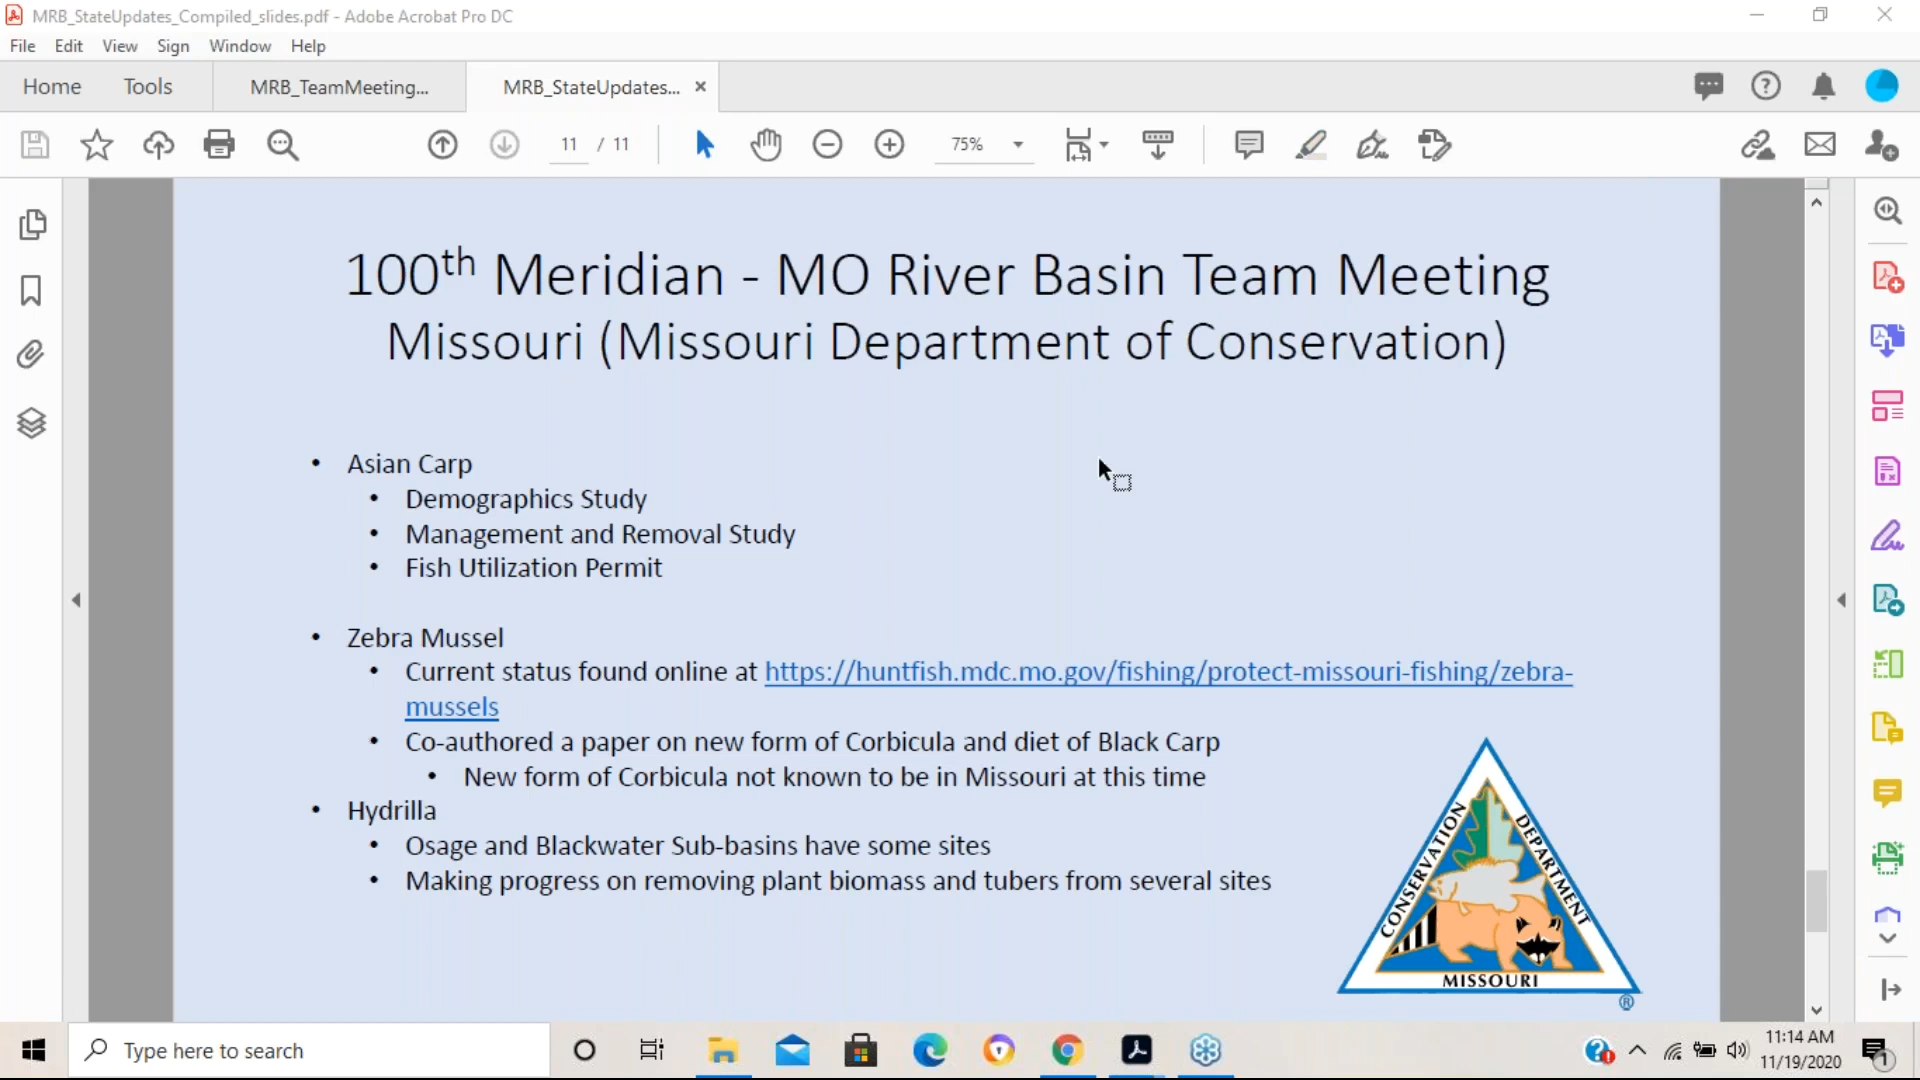 MRB_StateUpdates_Compiled_slides.pdf - Adobe Acrobat Pro DC
File Edit View Sign Window Help
Home Tools MRB_TeamMeeting... MRB_StateUpdates... ×
11 / 11 75%
100th Meridian - MO River Basin Team Meeting
Missouri (Missouri Department of Conservation)
• Asian Carp
• Demographics Study
• Management and Removal Study
• Fish Utilization Permit
• Zebra Mussel
• Current status found online at https://huntfish.mdc.mo.gov/fishing/protect-missouri-fishing/zebra-
mussels
• Co-authored a paper on new form of Corbicula and diet of Black Carp
• New form of Corbicula not known to be in Missouri at this time
• Hydrilla
• Osage and Blackwater Sub-basins have some sites
• Making progress on removing plant biomass and tubers from several sites
CONSERVATION
DEPARTMENT
MISSOURI
®
Type here to search
11:14 AM
11/19/2020
1